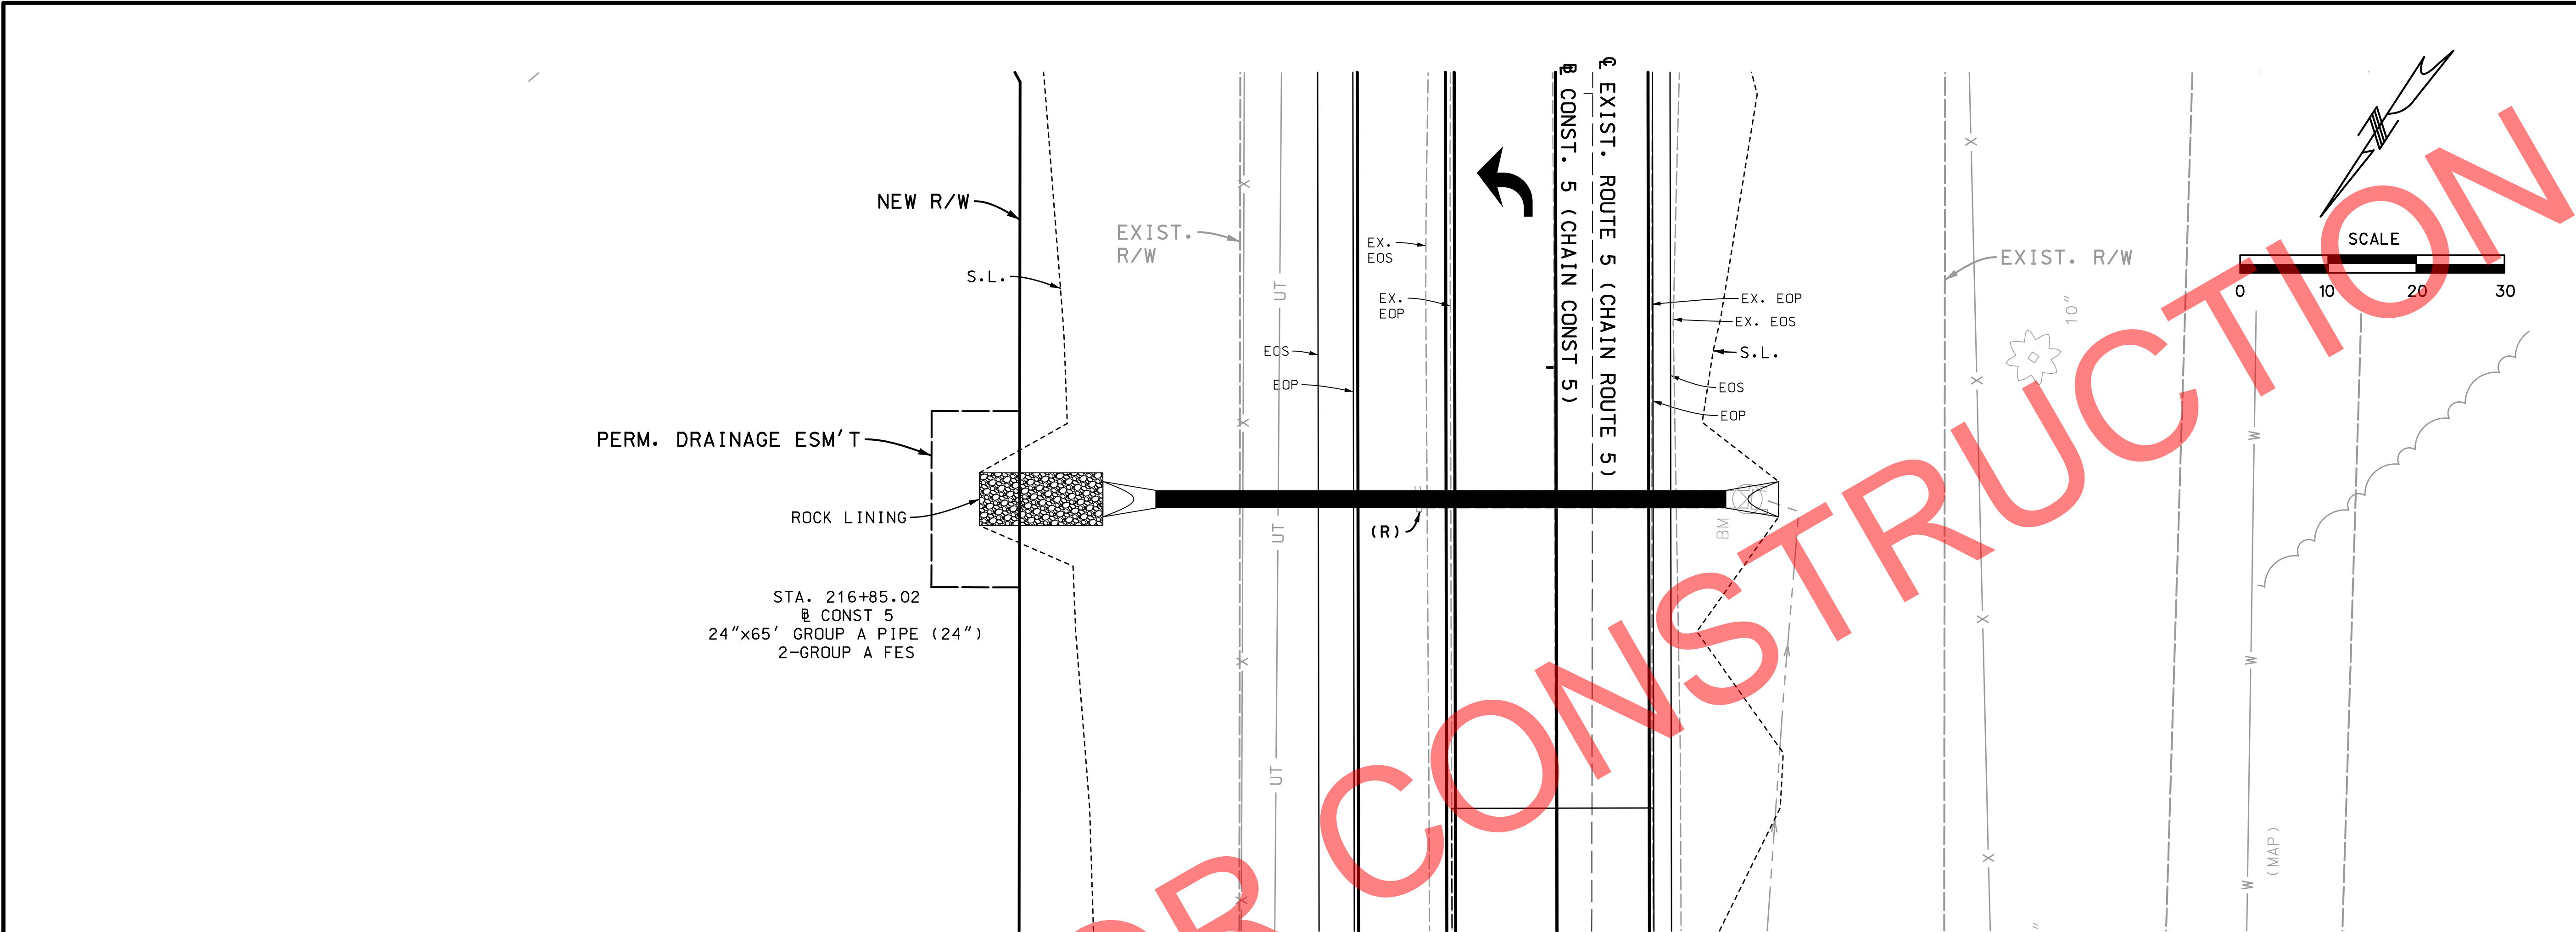 ℄ EXIST. ROUTE 5 (CHAIN ROUTE 5)
CONST. 5 (CHAIN CONST 5)
NEW R/W
EXIST.
R/W
S.L.
EX.
EOS
EX.
EOP
EOS
EOP
UT
UT
UT
X
X
X
X
EX. EOP
EX. EOS
S.L.
EOS
EOP
EXIST. R/W
SCALE
0 10 20 30
10"
X
X
X
X
W
W
W
(MAP)
PERM. DRAINAGE ESM'T
ROCK LINING
(R)
BM
STA. 216+85.02
CONST 5
24"x65' GROUP A PIPE (24")
2-GROUP A FES
CONSTRUCTION